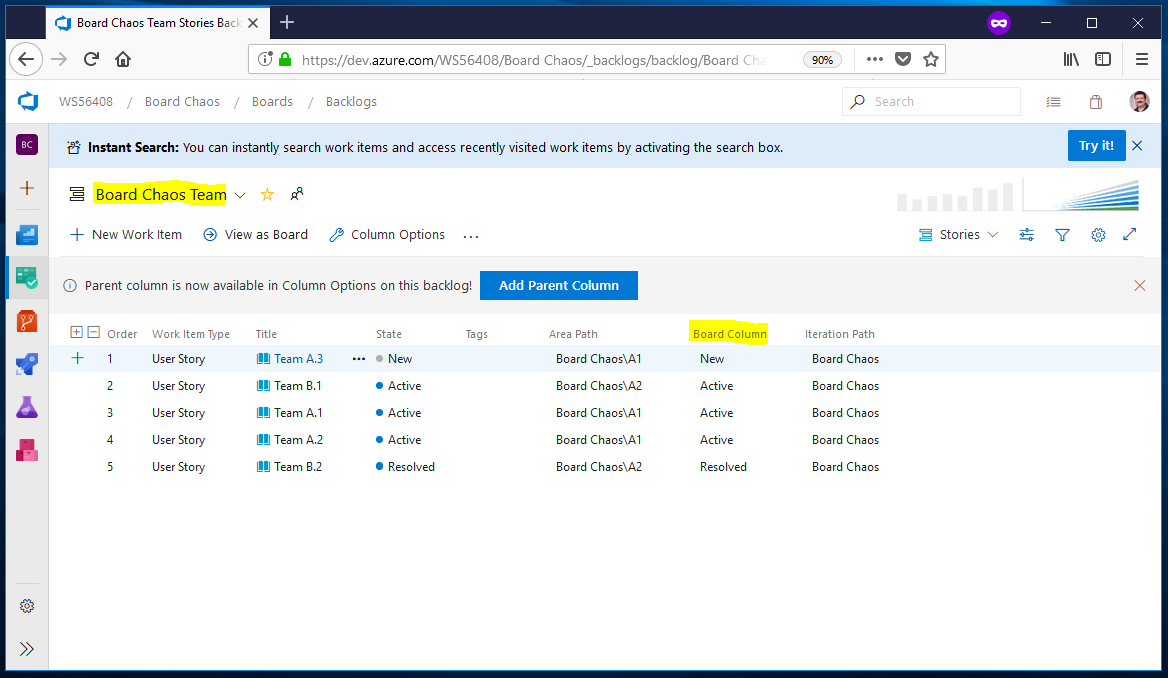 Board Chaos Team Stories Back
https://dev.azure.com/WS56408/Board Chaos/_backlogs/backlog/Board Cha
90%
WS56408 / Board Chaos / Boards / Backlogs
Search
BC
Instant Search: You can instantly search work items and access recently visited work items by activating the search box.
Try it!
Board Chaos Team
New Work Item View as Board Column Options ...
Stories
Parent column is now available in Column Options on this backlog! Add Parent Column
Order Work Item Type Title State Tags Area Path Board Column Iteration Path
1 User Story Team A.3 ••• New Board Chaos\A1 New Board Chaos
2 User Story Team B.1 Active Board Chaos\A2 Active Board Chaos
3 User Story Team A.1 Active Board Chaos\A1 Active Board Chaos
4 User Story Team A.2 Active Board Chaos\A1 Active Board Chaos
5 User Story Team B.2 Resolved Board Chaos\A2 Resolved Board Chaos